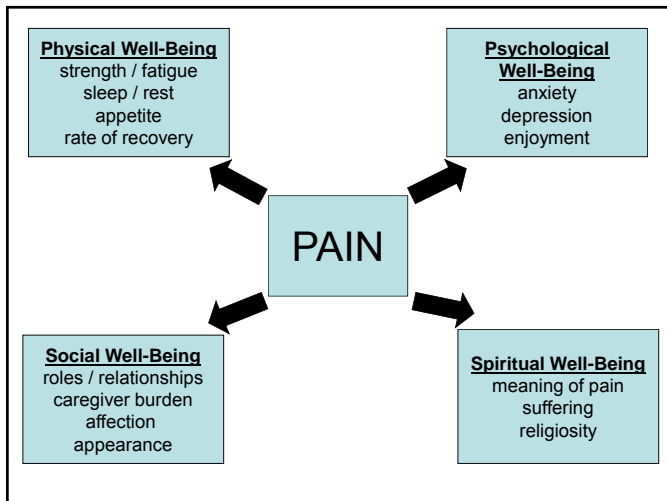 Physical Well-Being
strength / fatigue
sleep / rest
appetite
rate of recovery
Psychological
Well-Being
anxiety
depression
enjoyment
PAIN
Social Well-Being
roles / relationships
caregiver burden
affection
appearance
Spiritual Well-Being
meaning of pain
suffering
religiosity